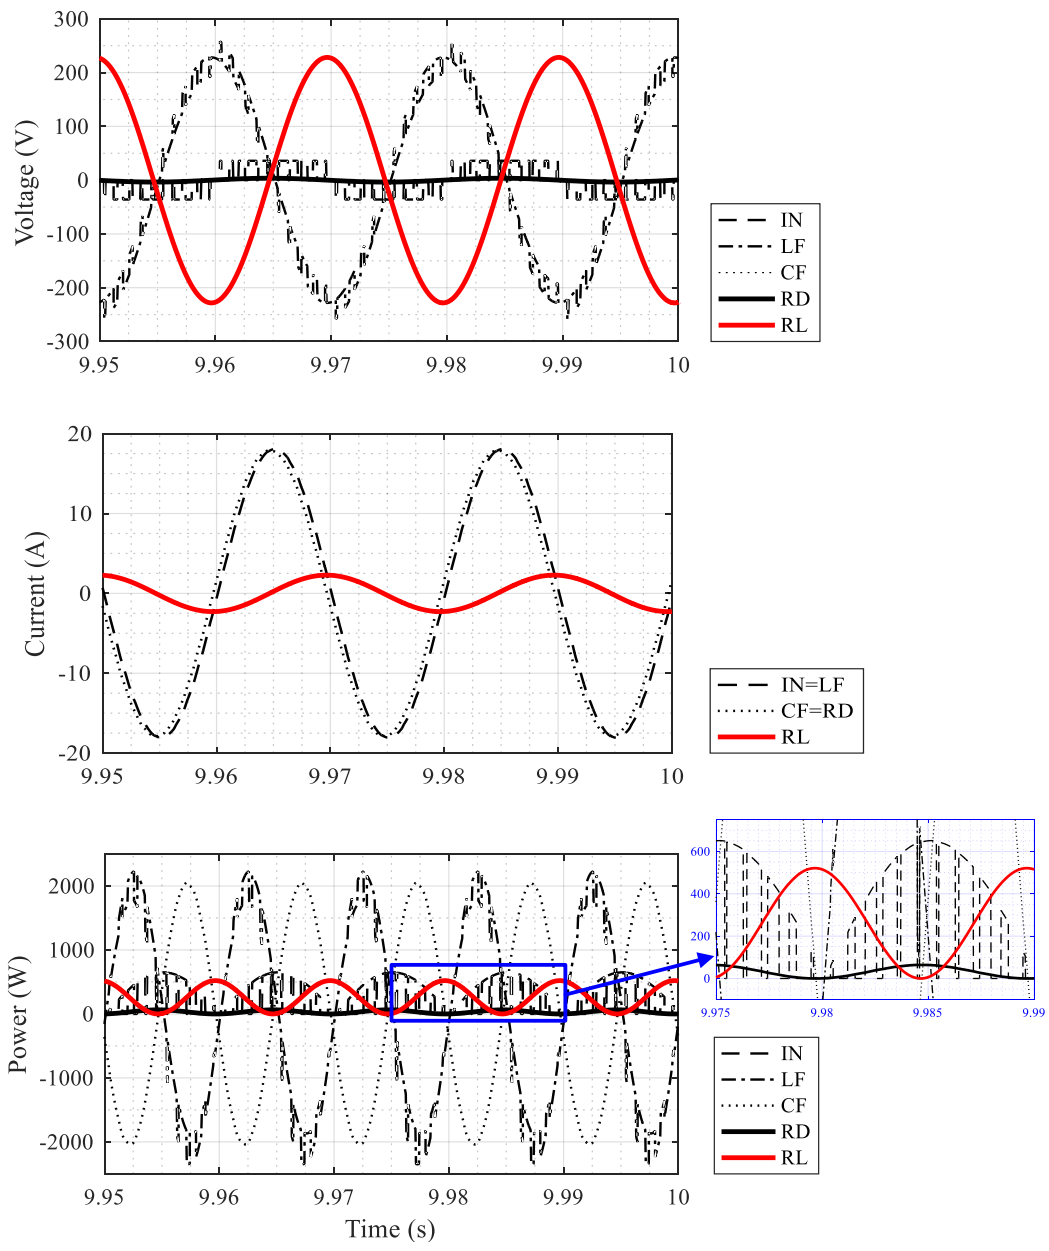 300
200
100
0
-100
-200
-300
Voltage (V)
9.95 9.96 9.97 9.98 9.99 10
IN
LF
CF
RD
RL
20
10
0
-10
-20
Current (A)
9.95 9.96 9.97 9.98 9.99 10
IN=LF
CF=RD
RL
2000
1000
0
-1000
-2000
Power (W)
9.95 9.96 9.97 9.98 9.99 10
Time (s)
600
400
200
0
9.975 9.98 9.985 9.99
IN
LF
CF
RD
RL